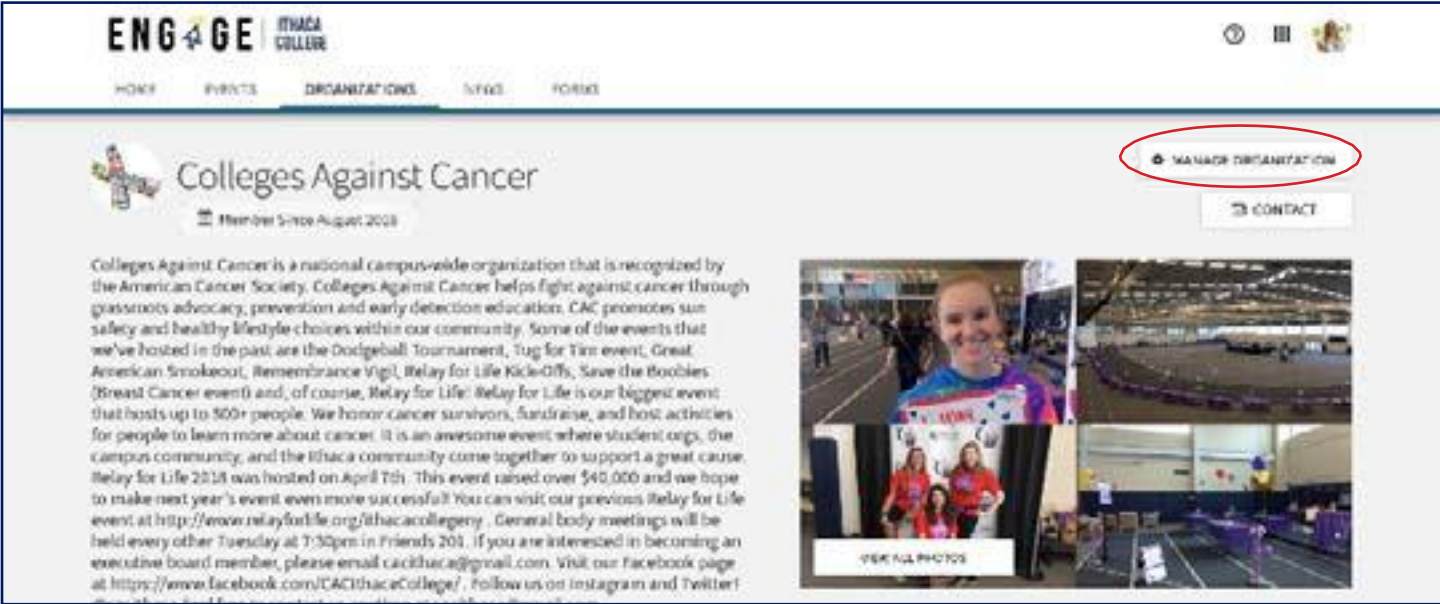 ENGAGE ITHACA COLLEGE
HOME EVENTS ORGANIZATIONS NEWS FORMS
Colleges Against Cancer
MANAGE ORGANIZATION
Member Since August 2018
CONTACT
Colleges Against Cancer is a national campus-wide organization that is recognized by
the American Cancer Society. Colleges Against Cancer helps fight against cancer through
grassroots advocacy, prevention and early detection education. CAC promotes sun
safety and healthy lifestyle choices within our community. Some of the events that
we've hosted in the past are the Dodgeball Tournament, Tug for Tim event, Great
American Smokeout, Remembrance Vigil, Relay for Life Kick-Offs, Save the Boobies
(Breast Cancer event) and, of course, Relay for Life! Relay for Life is our biggest event
that hosts up to 500+ people. We honor cancer survivors, fundraise, and host activities
for people to learn more about cancer. It is an awesome event where student orgs, the
campus community, and the Ithaca community come together to support a great cause.
Relay for Life 2018 was hosted on April 7th. This event raised over $40,000 and we hope
to make next year's event even more successful! You can visit our previous Relay for Life
event at http://www.relayforlife.org/ithacacollegeny . General body meetings will be
held every other Tuesday at 7:30pm in Friends 201. If you are interested in becoming an
executive board member, please email cacithaca@gmail.com. Visit our Facebook page
at https://www.facebook.com/CACIthacaCollege/ . Follow us on Instagram and Twitter!
VIEW ALL PHOTOS